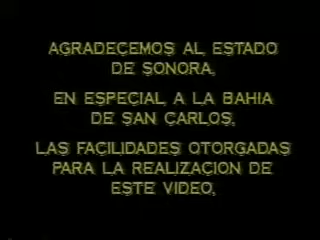 AGRADECEMOS AL ESTADO
DE SONORA,
EN ESPECIAL A LA BAHIA
DE SAN CARLOS,
LAS FACILIDADES OTORGADAS
PARA LA REALIZACION DE
ESTE VIDEO,